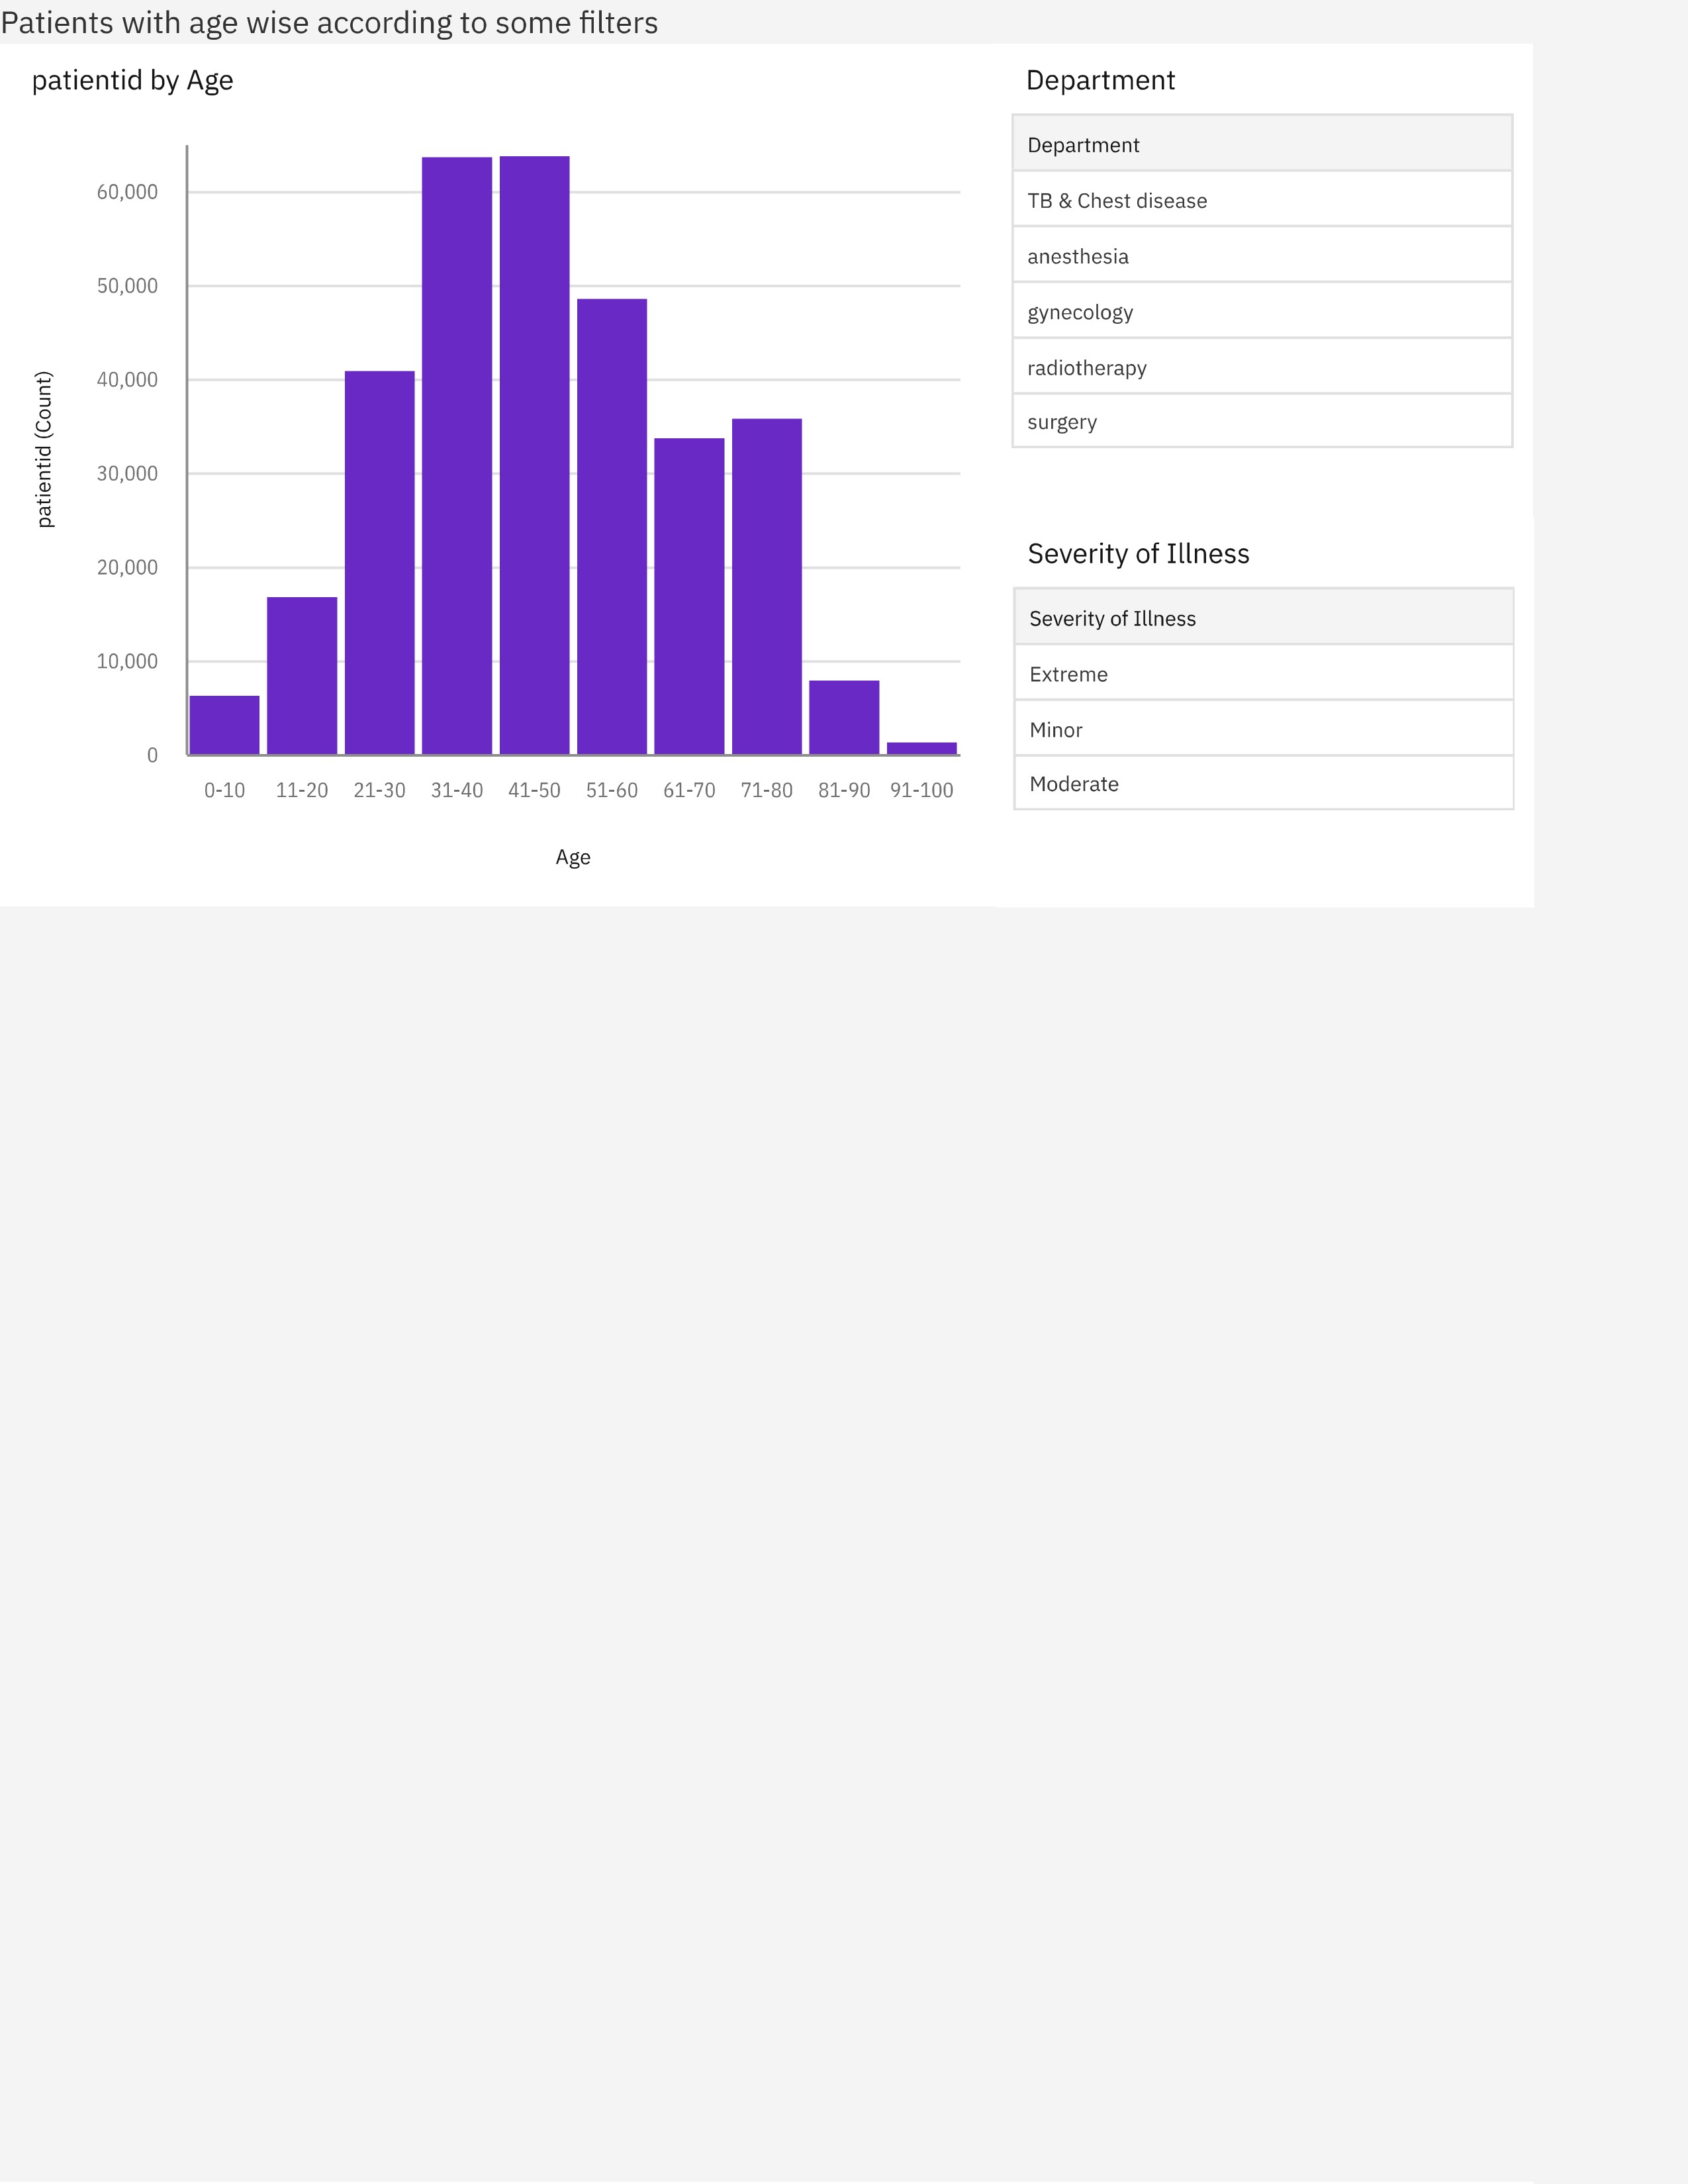 Patients with age wise according to some filters
patientid by Age
patientid (Count)
60,000
50,000
40,000
30,000
20,000
10,000
0
0-10 11-20 21-30 31-40 41-50 51-60 61-70 71-80 81-90 91-100
Age
Department
Department
TB & Chest disease
anesthesia
gynecology
radiotherapy
surgery
Severity of Illness
Severity of Illness
Extreme
Minor
Moderate